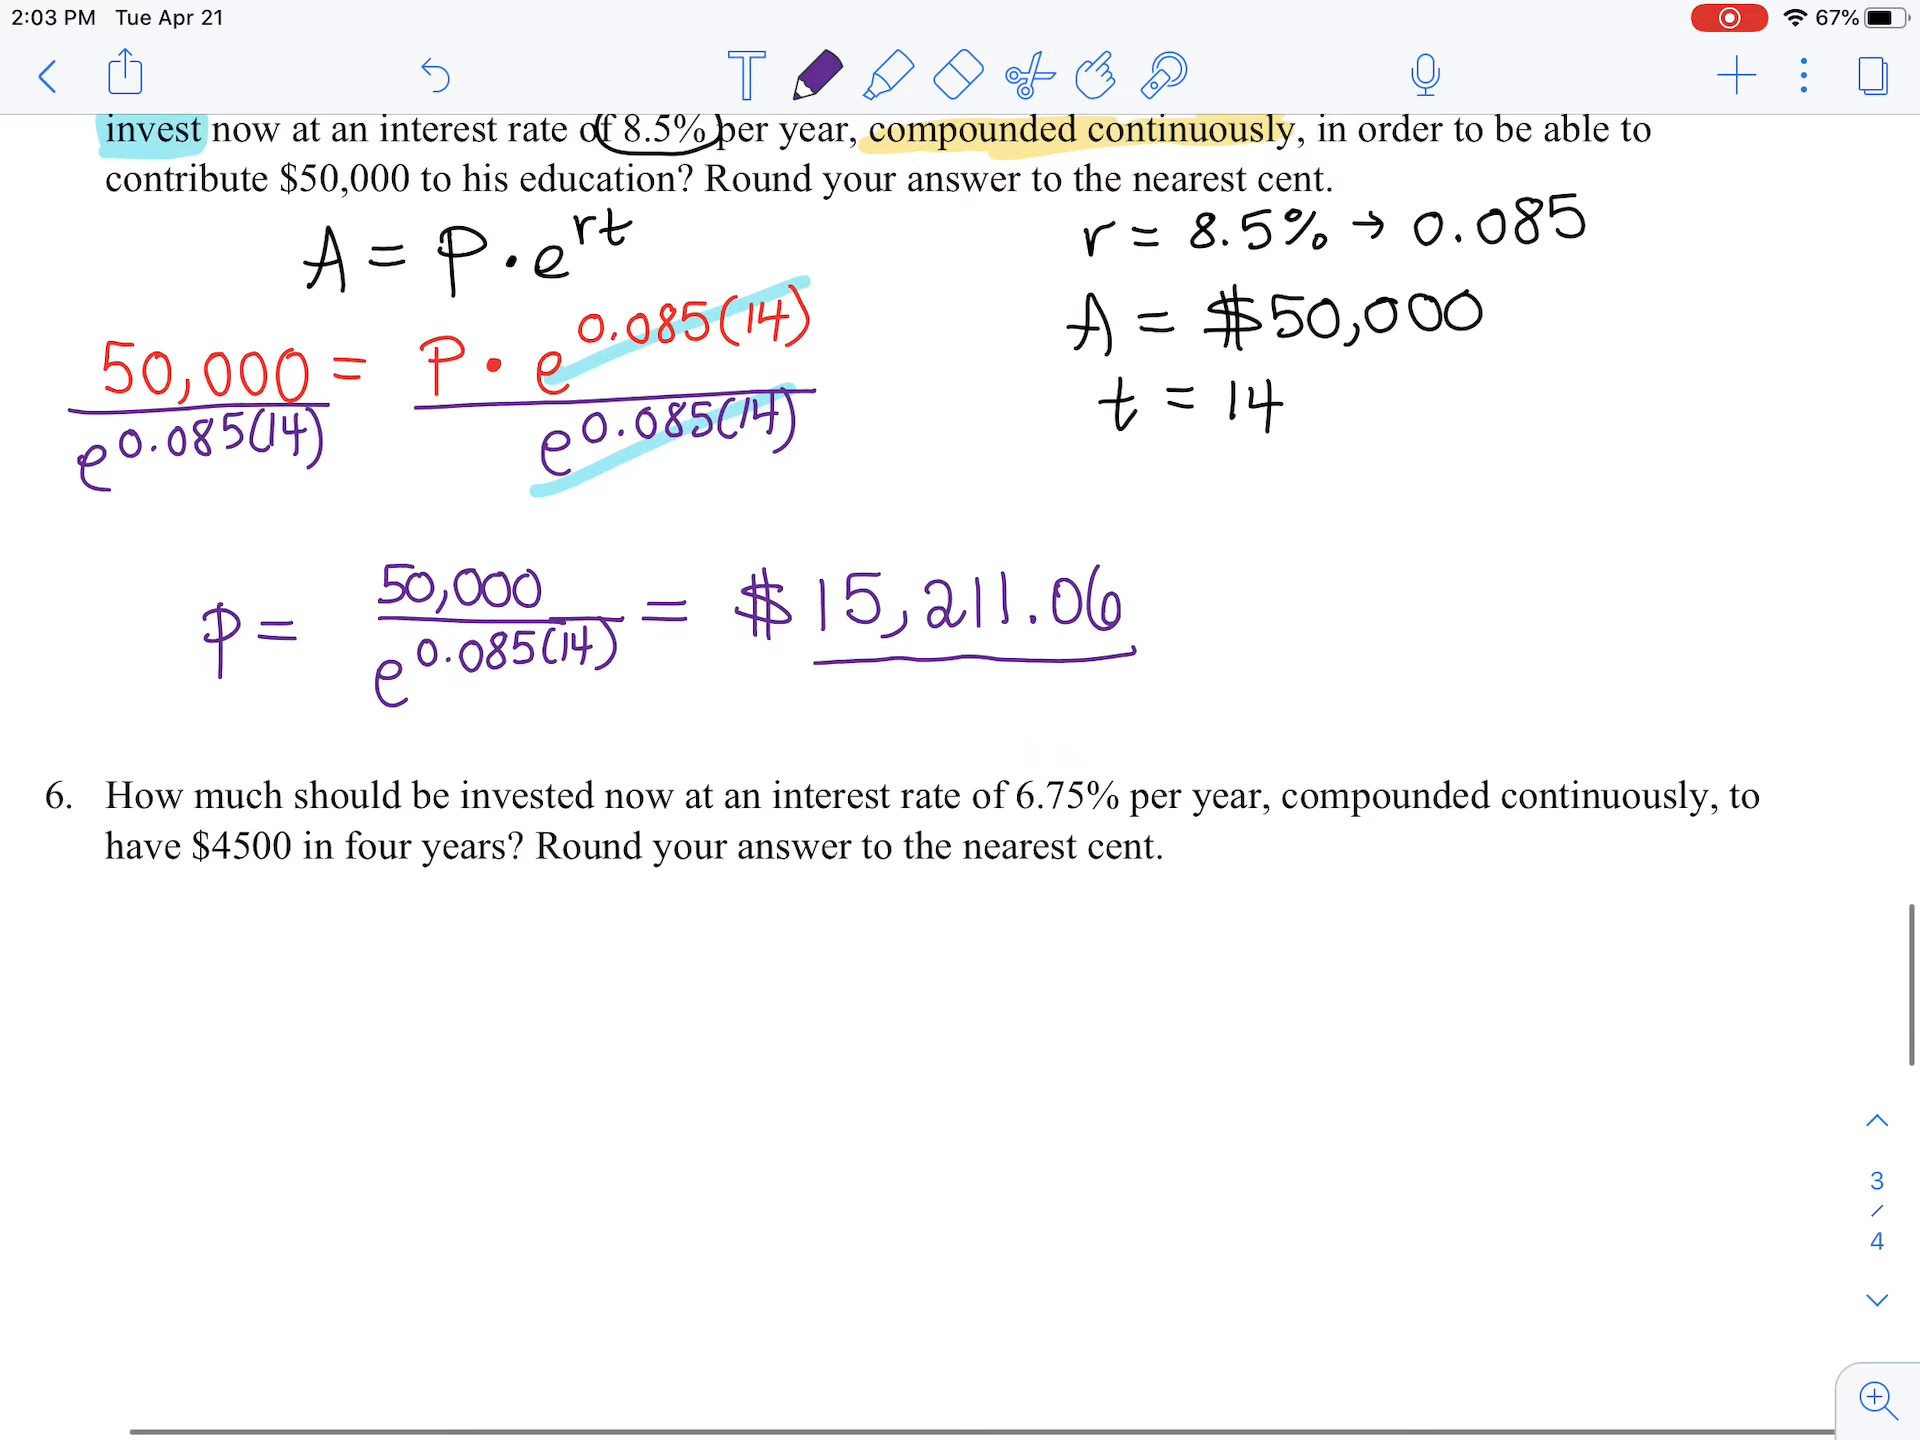 2:03 PM Tue Apr 21
67%
invest now at an interest rate of 8.5% per year, compounded continuously, in order to be able to
contribute $50,000 to his education? Round your answer to the nearest cent.
A = P · e^rt
r = 8.5% → 0.085
50,000 = P · e^0.085(14)
e^0.085(14) e^0.085(14)
A = $50,000
t = 14
P = 50,000 / e^0.085(14) = $15,211.06
6. How much should be invested now at an interest rate of 6.75% per year, compounded continuously, to
have $4500 in four years? Round your answer to the nearest cent.
3
/
4